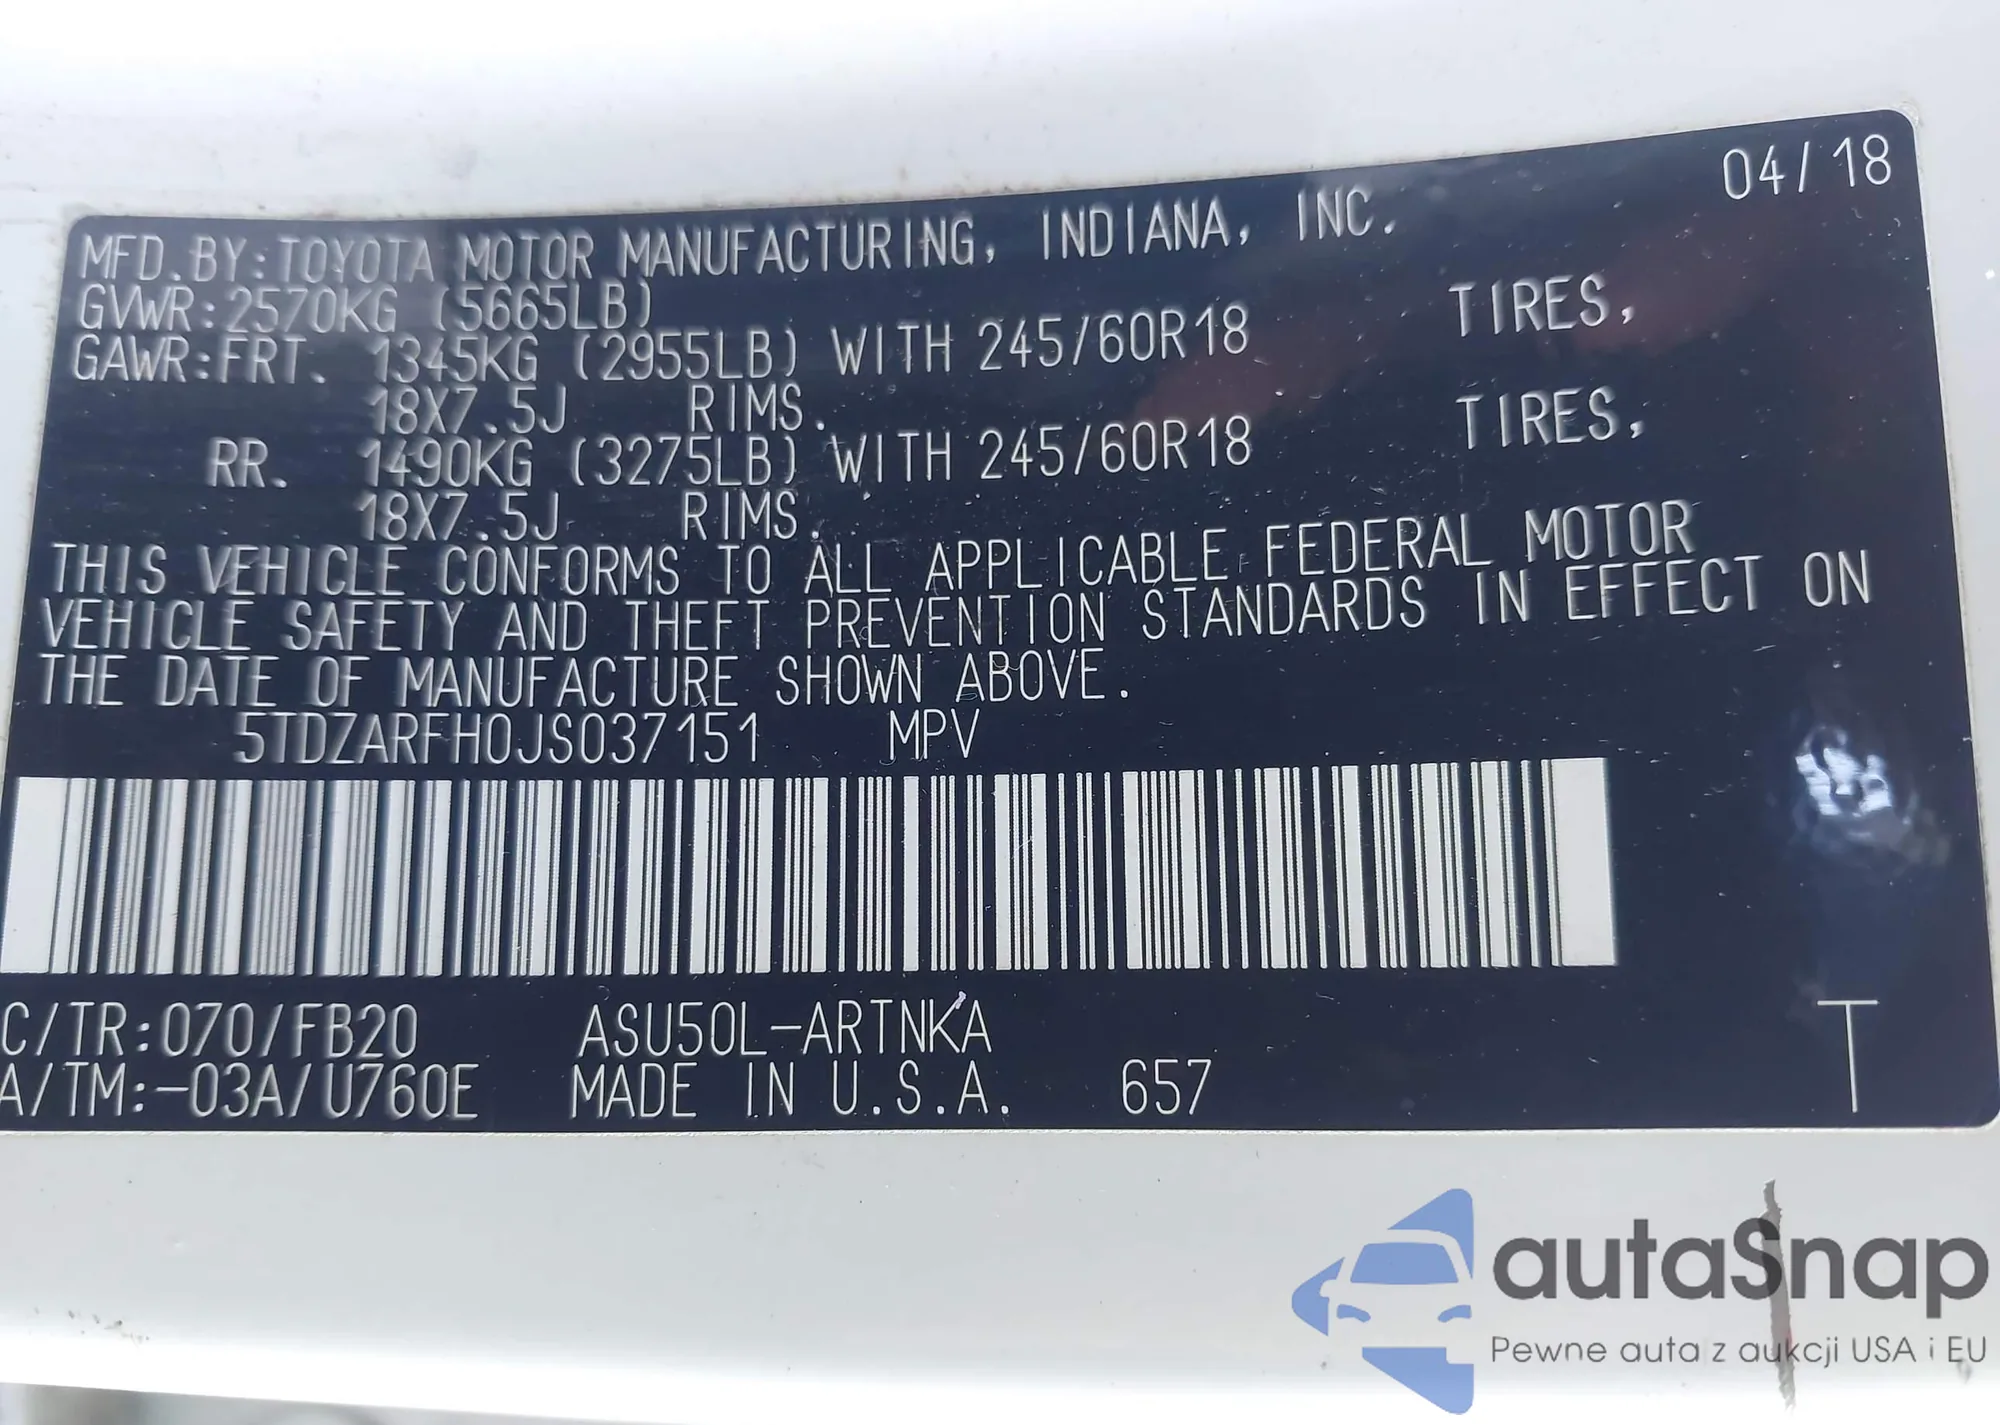 04/18
MFD.BY:TOYOTA MOTOR MANUFACTURING, INDIANA, INC.
GVWR:2570KG (5665LB)
GAWR:FRT. 1345KG (2955LB) WITH 245/60R18 TIRES,
18X7.5J RIMS.
RR. 1490KG (3275LB) WITH 245/60R18 TIRES,
18X7.5J RIMS.
THIS VEHICLE CONFORMS TO ALL APPLICABLE FEDERAL MOTOR
VEHICLE SAFETY AND THEFT PREVENTION STANDARDS IN EFFECT ON
THE DATE OF MANUFACTURE SHOWN ABOVE.
5TDZARFH0JS037151 MPV
C/TR:070/FB20 ASU50L-ARTNKA
A/TM:-03A/U760E MADE IN U.S.A. 657
T
autaSnap
Pewne auta z aukcji USA i EU